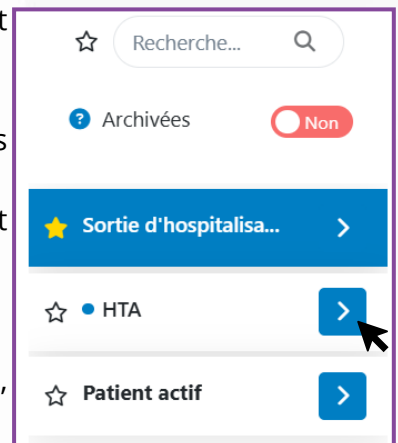 t
Recherche...
s
? Archivées Non
t
Sortie d'hospitalisa...
HTA
,
Patient actif